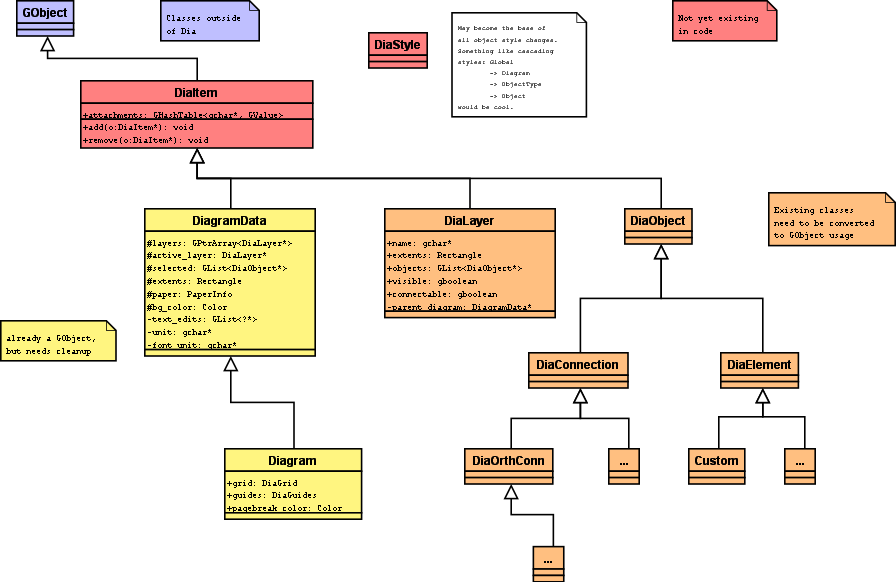 GObject
Classes outside
of Dia
DiaStyle
May become the base of
all object style changes.
Something like cascading
styles: Global
-> Diagram
-> ObjectType
-> Object
would be cool.
Not yet existing
in code
DiaItem
+attachments: GHashTable<gchar*, GValue>
+add(o:DiaItem*): void
+remove(o:DiaItem*): void
DiagramData
#layers: GPtrArray<DiaLayer*>
#active_layer: DiaLayer*
#selected: GList<DiaObject*>
#extents: Rectangle
#paper: PaperInfo
#bg_color: Color
-text_edits: GList<?*>
-unit: gchar*
-font_unit: gchar*
DiaLayer
+name: gchar*
+extents: Rectangle
+objects: GList<DiaObject*>
+visible: gboolean
+connectable: gboolean
-parent_diagram: DiagramData*
DiaObject
Existing classes
need to be converted
to GObject usage
already a GObject,
but needs cleanup
DiaConnection
DiaElement
Diagram
+grid: DiaGrid
+guides: DiaGuides
+pagebreak_color: Color
DiaOrthConn
...
Custom
...
...